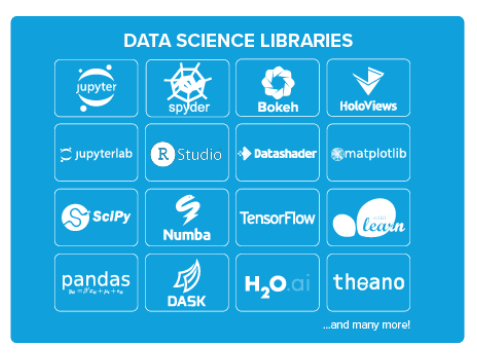 DATA SCIENCE LIBRARIES
jupyter
spyder
Bokeh
HoloViews
jupyterlab
R Studio
Datashader
matplotlib
SciPy
Numba
TensorFlow
learn
pandas
DASK
H₂O.ai
theano
...and many more!